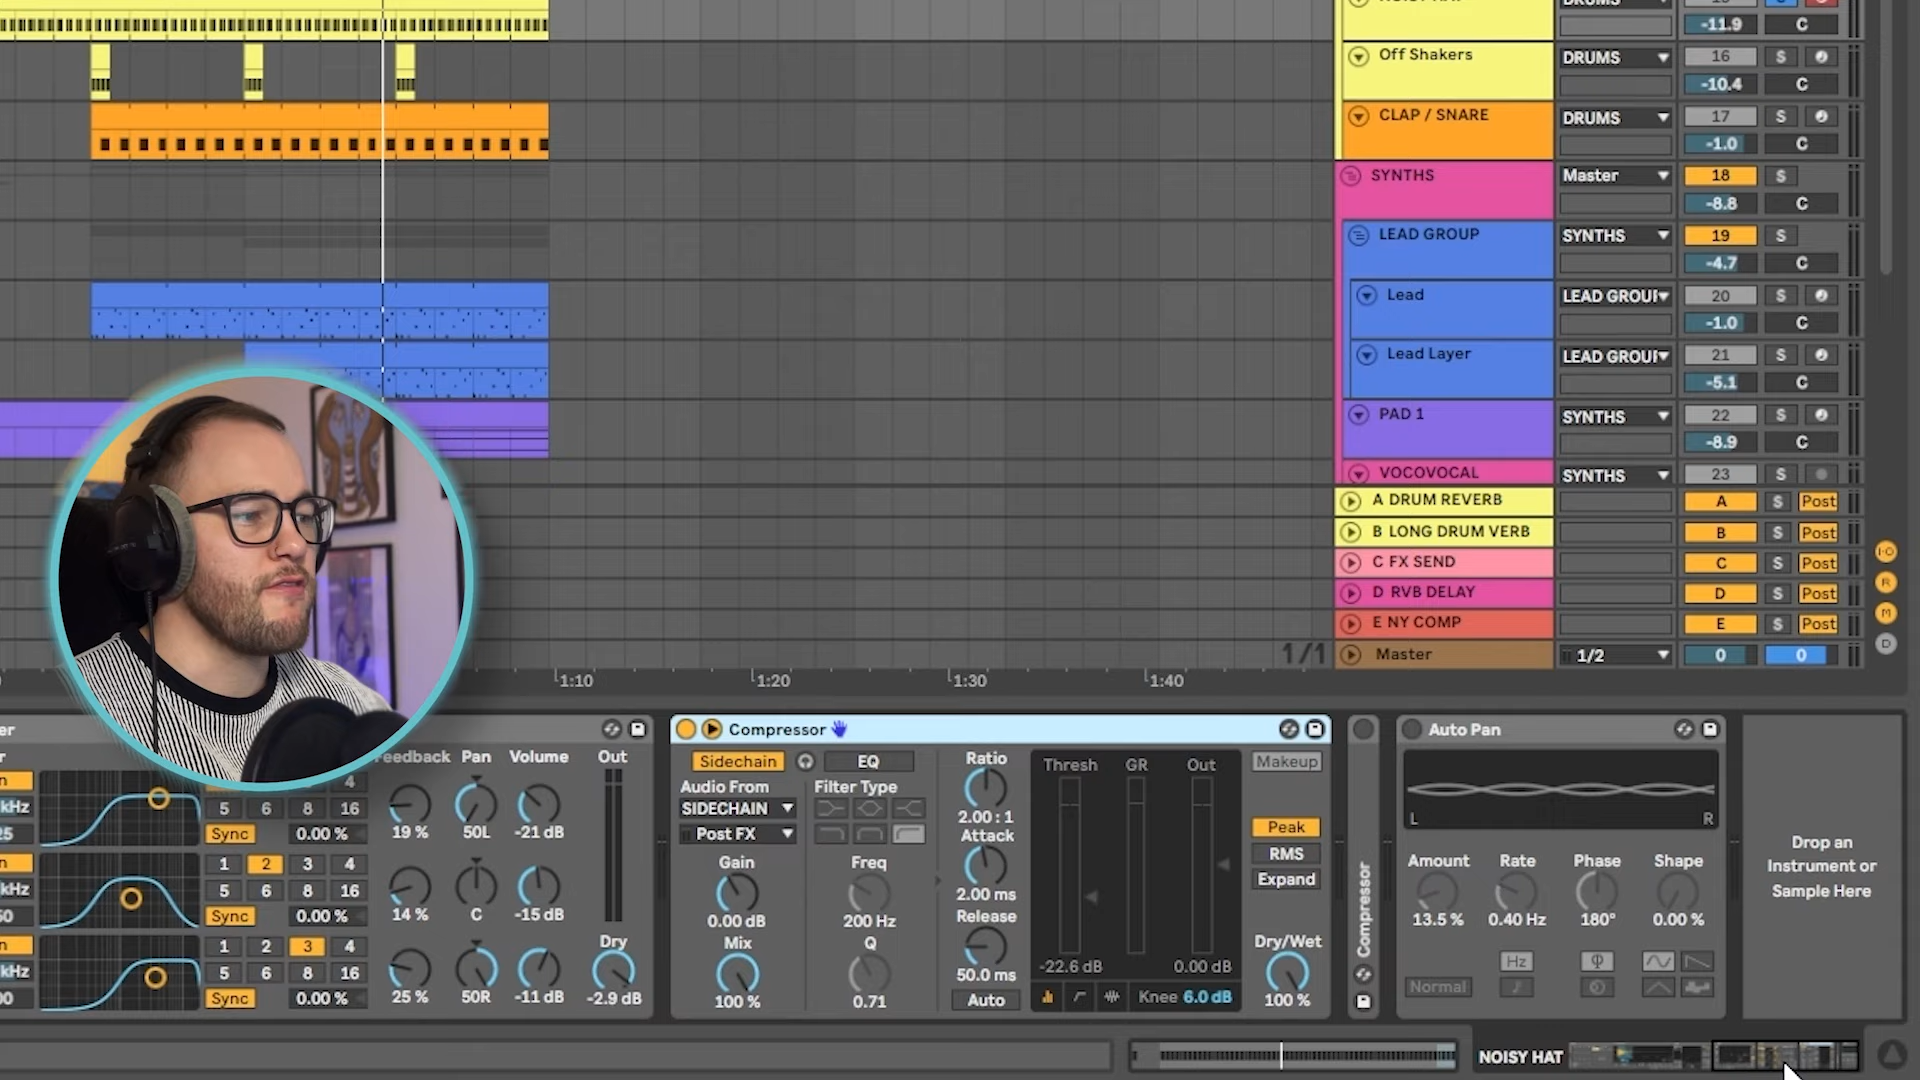 -11.9 C
Off Shakers DRUMS 16 S
-10.4 C
CLAP / SNARE DRUMS 17 S
-1.0 C
SYNTHS Master 18 S
-8.8 C
LEAD GROUP SYNTHS 19 S
-4.7 C
Lead LEAD GROUI 20 S
-1.0 C
Lead Layer LEAD GROUI 21 S
-5.1 C
PAD 1 SYNTHS 22 S
-8.9 C
VOCOVOCAL SYNTHS 23 S
A DRUM REVERB A S Post
B LONG DRUM VERB B S Post
C FX SEND C S Post
D RVB DELAY D S Post
E NY COMP E S Post
1/1 Master 1/2 0 0
I·O
R
M
D
1:10 1:20 1:30 1:40
er
Feedback Pan Volume Out
4
5 6 8 16
Sync 0.00 %
19 % 50L -21 dB
1 2 3 4
5 6 8 16
Sync 0.00 %
14 % C -15 dB
1 2 3 4
5 6 8 16
Sync 0.00 %
25 % 50R -11 dB
Dry
-2.9 dB
kHz
kHz
Compressor
Sidechain EQ
Audio From
SIDECHAIN
Post FX
Gain
0.00 dB
Mix
100 %
Filter Type
Freq
200 Hz
Q
0.71
Ratio
2.00 : 1
Attack
2.00 ms
Release
50.0 ms
Auto
Thresh GR Out
-22.6 dB 0.00 dB
Knee 6.0 dB
Makeup
Peak
RMS
Expand
Dry/Wet
100 %
Compressor
Auto Pan
L R
Amount Rate Phase Shape
13.5 % 0.40 Hz 180° 0.00 %
Hz
Normal
Drop an
Instrument or
Sample Here
NOISY HAT